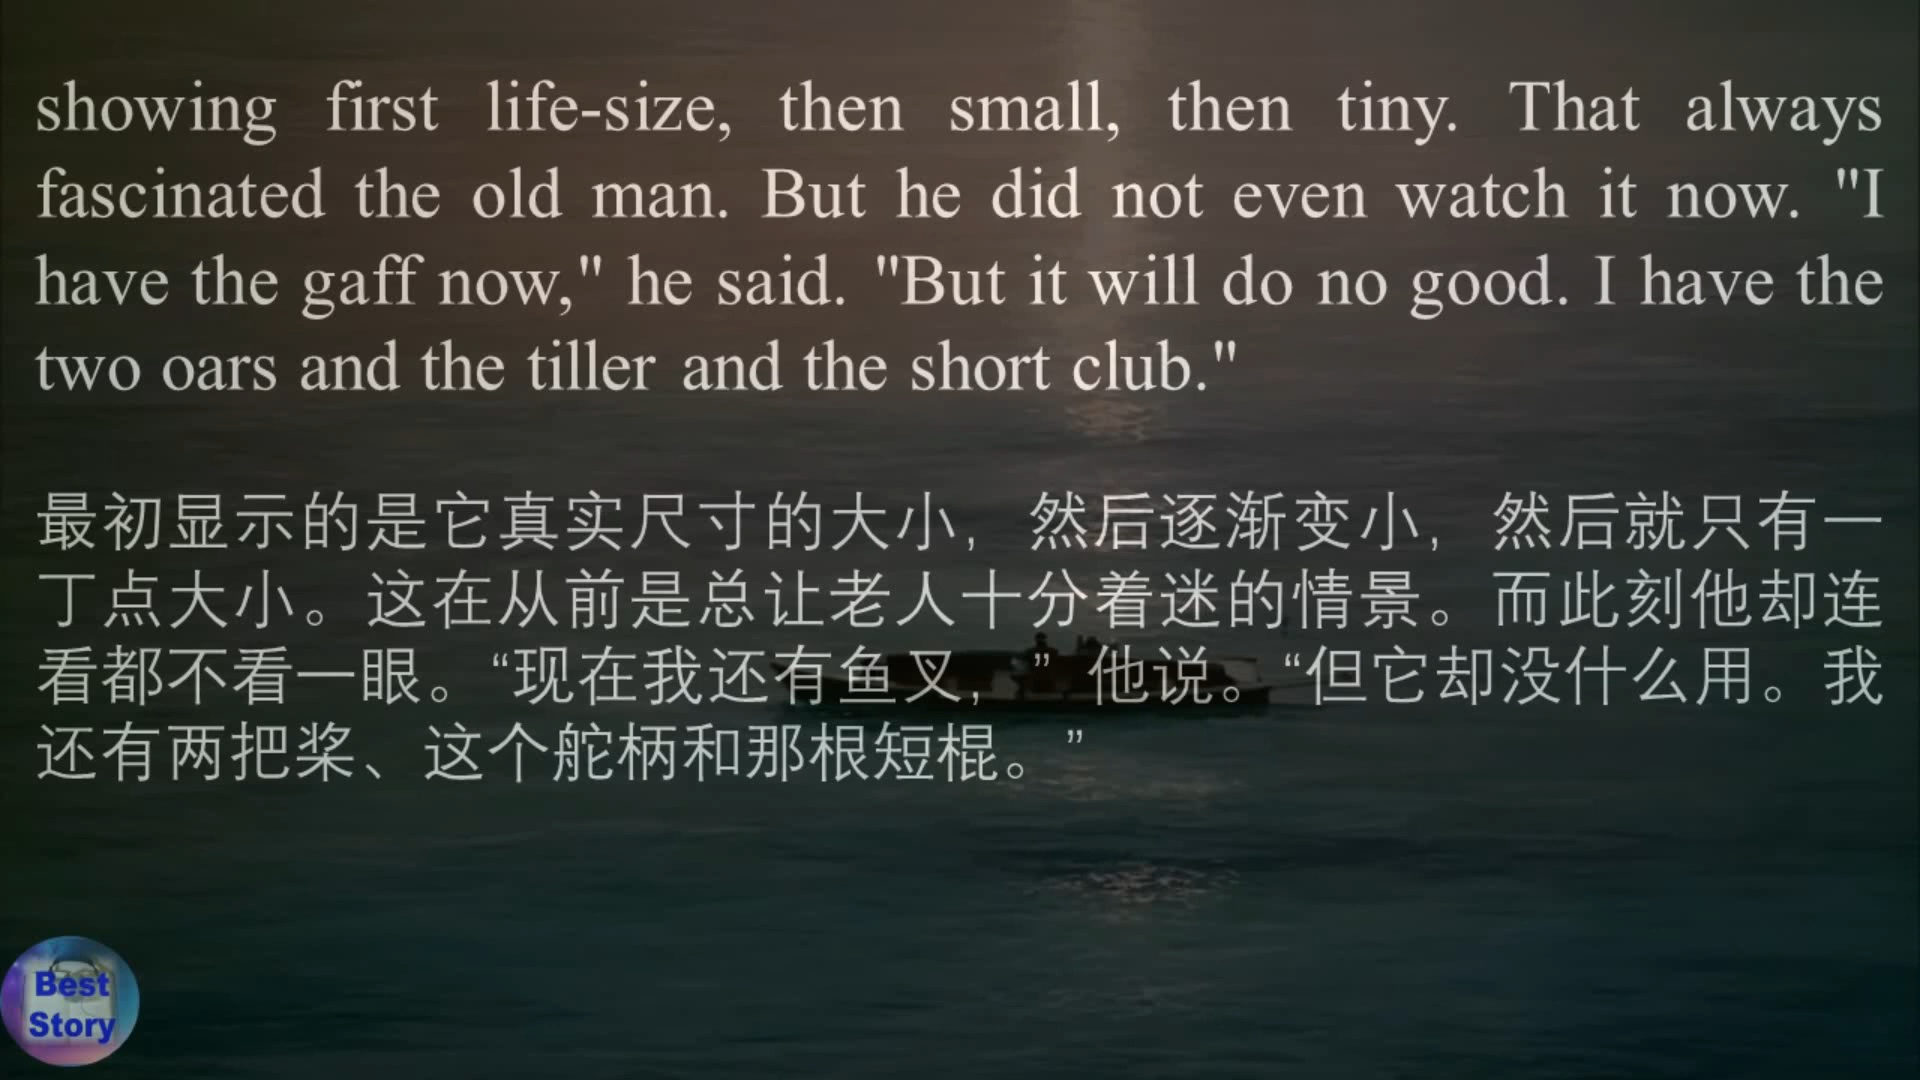 showing first life-size, then small, then tiny. That always
fascinated the old man. But he did not even watch it now. "I
have the gaff now," he said. "But it will do no good. I have the
two oars and the tiller and the short club."
最初显示的是它真实尺寸的大小，然后逐渐变小，然后就只有一
丁点大小。这在从前是总让老人十分着迷的情景。而此刻他却连
看都不看一眼。“现在我还有鱼叉，”他说。“但它却没什么用。我
还有两把桨、这个舵柄和那根短棍。”
Best
Story